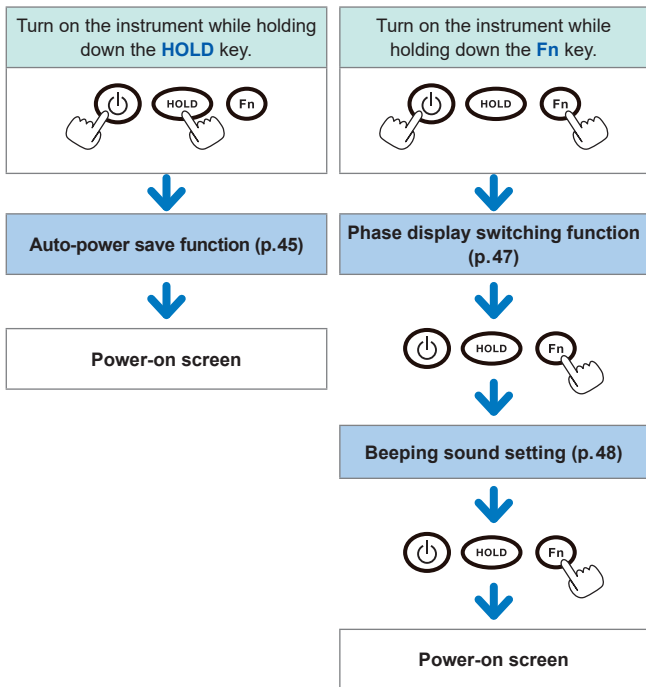 Turn on the instrument while holding
down the HOLD key.
HOLD
Fn
Auto-power save function (p.45)
Power-on screen
Turn on the instrument while
holding down the Fn key.
HOLD
Fn
Phase display switching function
(p.47)
HOLD
Fn
Beeping sound setting (p.48)
HOLD
Fn
Power-on screen